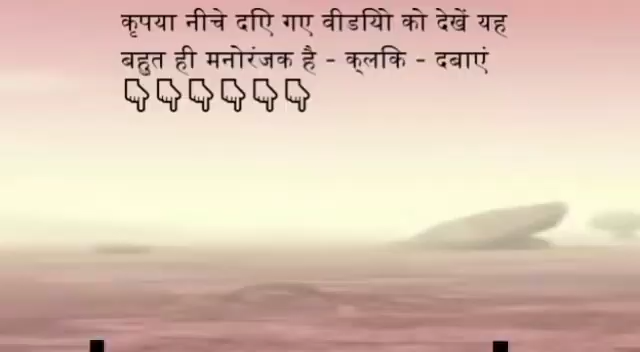 कृपया नीचे दिए गए वीडियो को देखें यह
बहुत ही मनोरंजक है - क्लिक - दबाएं
👇👇👇👇👇👇